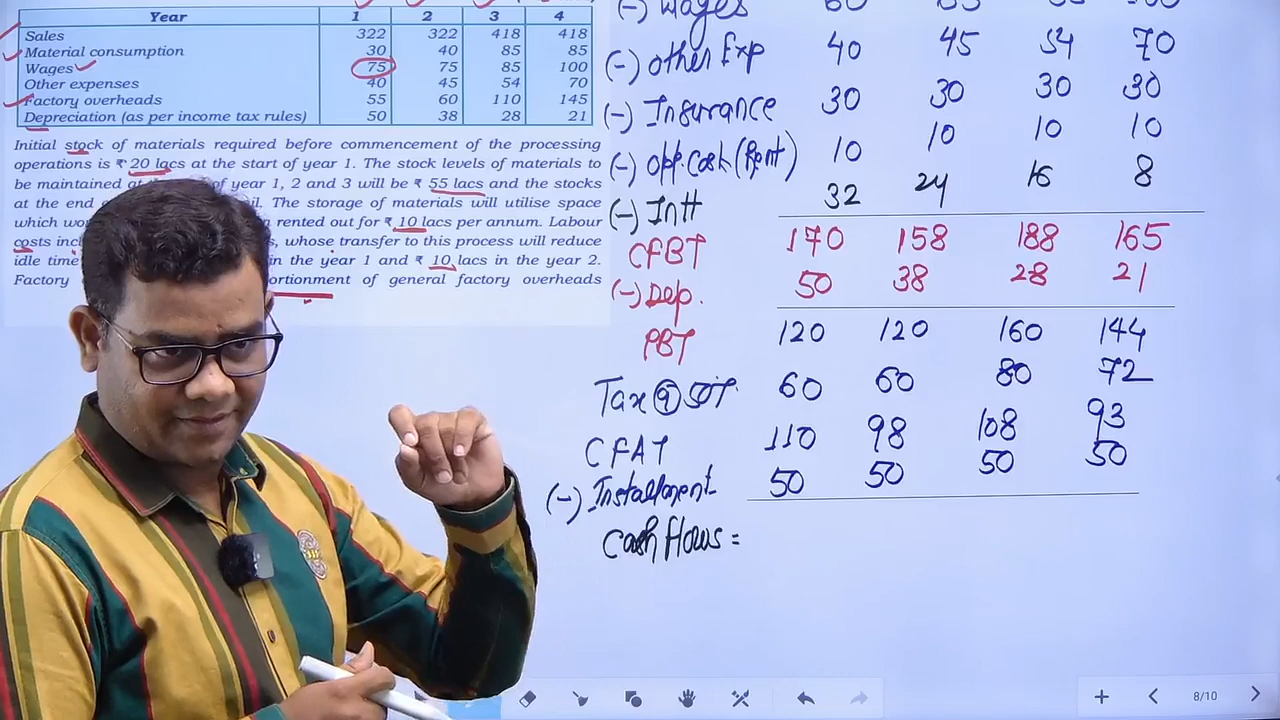 Year 1 2 3 4
Sales 322 322 418 418
Material consumption 30 40 85 85
Wages 75 75 85 100
Other expenses 40 45 54 70
Factory overheads 55 60 110 145
Depreciation (as per income tax rules) 50 38 28 21
Initial stock of materials required before commencement of the processing
operations is ₹ 20 lacs at the start of year 1. The stock levels of materials to
be maintained at of year 1, 2 and 3 will be ₹ 55 lacs and the stocks
at the end The storage of materials will utilise space
which rented out for ₹ 10 lacs per annum. Labour
costs whose transfer to this process will reduce
idle time in the year 1 and ₹ 10 lacs in the year 2.
Factory of general factory overheads
(-) Wages
(-) Other Exp 40 45 54 70
(-) Insurance 30 30 30 30
(-) Opp. Cash (Rent) 10 10 10 10
(-) Intt 32 24 16 8
CFBT 170 158 188 165
(-) Dep. 50 38 28 21
PBT 120 120 160 144
Tax @ 50%. 60 60 80 72
CFAT 110 98 108 93
(-) Installment 50 50 50 50
Cash flows =
8/10